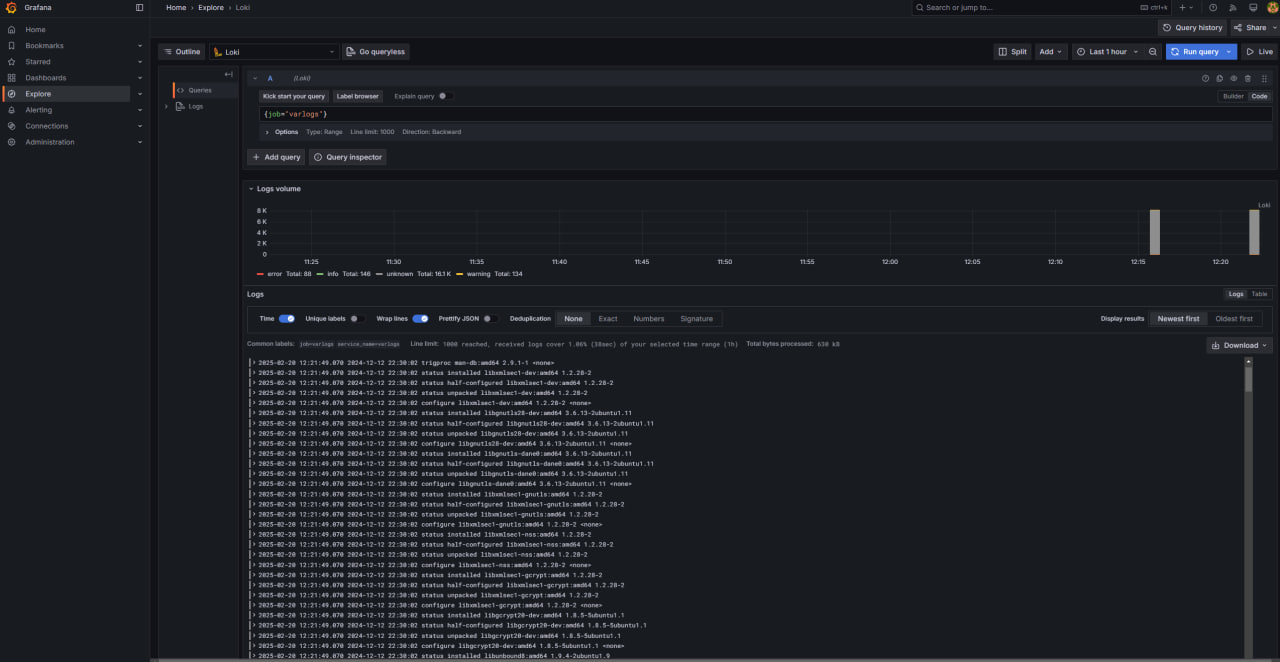 Grafana
Home › Explore › Loki
Search or jump to...
ctrl+k
Query history
Share
Home
Bookmarks
Starred
Dashboards
Explore
Alerting
Connections
Administration
Outline
Loki
Go queryless
Split
Add
Last 1 hour
Run query
Live
Queries
Logs
A (Loki)
Kick start your query
Label browser
Explain query
Builder
Code
{job="varlogs"}
Options Type: Range Line limit: 1000 Direction: Backward
+ Add query
Query inspector
Logs volume
Loki
8 K
6 K
4 K
2 K
0
11:25 11:30 11:35 11:40 11:45 11:50 11:55 12:00 12:05 12:10 12:15 12:20
error Total: 88 info Total: 146 unknown Total: 16.1 K warning Total: 134
Logs
Logs
Table
Time
Unique labels
Wrap lines
Prettify JSON
Deduplication
None
Exact
Numbers
Signature
Display results
Newest first
Oldest first
Common labels: job=varlogs service_name=varlogs Line limit: 1000 reached, received logs cover 1.06% (38sec) of your selected time range (1h) Total bytes processed: 630 kB
Download
2025-02-20 12:21:49.070 2024-12-12 22:30:02 trigproc man-db:amd64 2.9.1-1 <none>
2025-02-20 12:21:49.070 2024-12-12 22:30:02 status installed libxmlsec1-dev:amd64 1.2.28-2
2025-02-20 12:21:49.070 2024-12-12 22:30:02 status half-configured libxmlsec1-dev:amd64 1.2.28-2
2025-02-20 12:21:49.070 2024-12-12 22:30:02 status unpacked libxmlsec1-dev:amd64 1.2.28-2
2025-02-20 12:21:49.070 2024-12-12 22:30:02 configure libxmlsec1-dev:amd64 1.2.28-2 <none>
2025-02-20 12:21:49.070 2024-12-12 22:30:02 status installed libgnutls28-dev:amd64 3.6.13-2ubuntu1.11
2025-02-20 12:21:49.070 2024-12-12 22:30:02 status half-configured libgnutls28-dev:amd64 3.6.13-2ubuntu1.11
2025-02-20 12:21:49.070 2024-12-12 22:30:02 status unpacked libgnutls28-dev:amd64 3.6.13-2ubuntu1.11
2025-02-20 12:21:49.070 2024-12-12 22:30:02 configure libgnutls28-dev:amd64 3.6.13-2ubuntu1.11 <none>
2025-02-20 12:21:49.070 2024-12-12 22:30:02 status installed libgnutls-dane0:amd64 3.6.13-2ubuntu1.11
2025-02-20 12:21:49.070 2024-12-12 22:30:02 status half-configured libgnutls-dane0:amd64 3.6.13-2ubuntu1.11
2025-02-20 12:21:49.070 2024-12-12 22:30:02 status unpacked libgnutls-dane0:amd64 3.6.13-2ubuntu1.11
2025-02-20 12:21:49.070 2024-12-12 22:30:02 configure libgnutls-dane0:amd64 3.6.13-2ubuntu1.11 <none>
2025-02-20 12:21:49.070 2024-12-12 22:30:02 status installed libxmlsec1-gnutls:amd64 1.2.28-2
2025-02-20 12:21:49.070 2024-12-12 22:30:02 status half-configured libxmlsec1-gnutls:amd64 1.2.28-2
2025-02-20 12:21:49.070 2024-12-12 22:30:02 status unpacked libxmlsec1-gnutls:amd64 1.2.28-2
2025-02-20 12:21:49.070 2024-12-12 22:30:02 configure libxmlsec1-gnutls:amd64 1.2.28-2 <none>
2025-02-20 12:21:49.070 2024-12-12 22:30:02 status installed libxmlsec1-nss:amd64 1.2.28-2
2025-02-20 12:21:49.070 2024-12-12 22:30:02 status half-configured libxmlsec1-nss:amd64 1.2.28-2
2025-02-20 12:21:49.070 2024-12-12 22:30:02 status unpacked libxmlsec1-nss:amd64 1.2.28-2
2025-02-20 12:21:49.070 2024-12-12 22:30:02 configure libxmlsec1-nss:amd64 1.2.28-2 <none>
2025-02-20 12:21:49.070 2024-12-12 22:30:02 status installed libxmlsec1-gcrypt:amd64 1.2.28-2
2025-02-20 12:21:49.070 2024-12-12 22:30:02 status half-configured libxmlsec1-gcrypt:amd64 1.2.28-2
2025-02-20 12:21:49.070 2024-12-12 22:30:02 status unpacked libxmlsec1-gcrypt:amd64 1.2.28-2
2025-02-20 12:21:49.070 2024-12-12 22:30:02 configure libxmlsec1-gcrypt:amd64 1.2.28-2 <none>
2025-02-20 12:21:49.070 2024-12-12 22:30:02 status installed libgcrypt20-dev:amd64 1.8.5-5ubuntu1.1
2025-02-20 12:21:49.070 2024-12-12 22:30:02 status half-configured libgcrypt20-dev:amd64 1.8.5-5ubuntu1.1
2025-02-20 12:21:49.070 2024-12-12 22:30:02 status unpacked libgcrypt20-dev:amd64 1.8.5-5ubuntu1.1
2025-02-20 12:21:49.070 2024-12-12 22:30:02 configure libgcrypt20-dev:amd64 1.8.5-5ubuntu1.1 <none>
2025-02-20 12:21:49.070 2024-12-12 22:30:02 status installed libunbound8:amd64 1.9.4-2ubuntu1.9